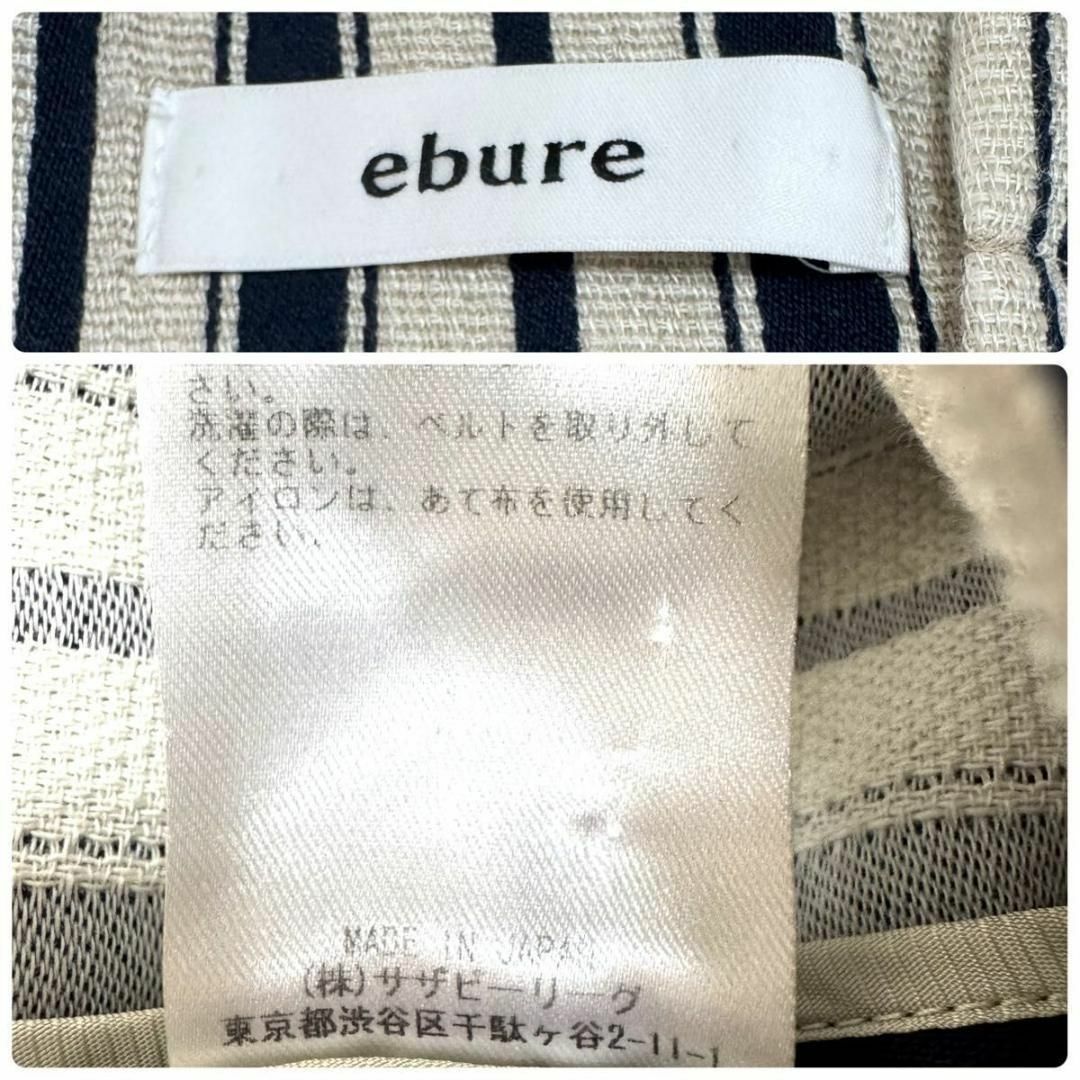 ebure
さい。
洗濯の際は、ベルトを取り外して
ください。
アイロンは、あて布を使用してく
ださい。
MADE IN JAPAN
(株)サザビーリーグ
東京都渋谷区千駄ヶ谷2-11-1